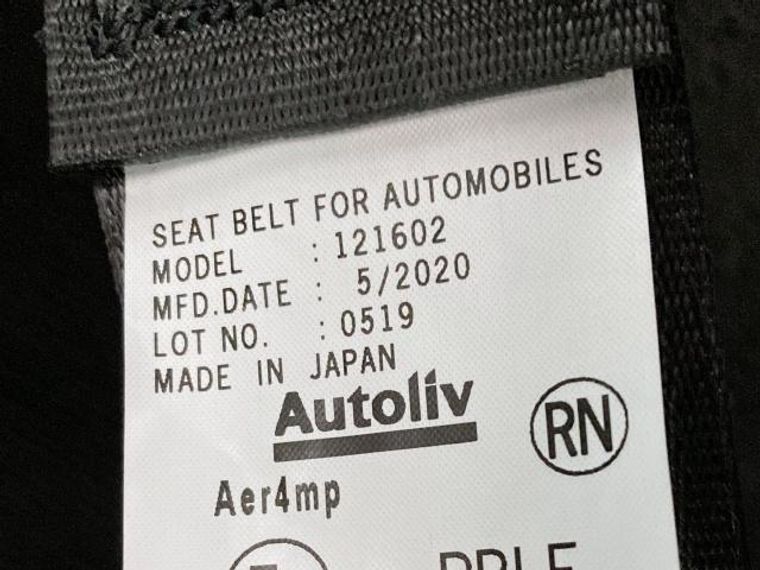 SEAT BELT FOR AUTOMOBILES
MODEL : 121602
MFD.DATE : 5/2020
LOT NO. : 0519
MADE IN JAPAN
Autoliv
RN
Aer4mp